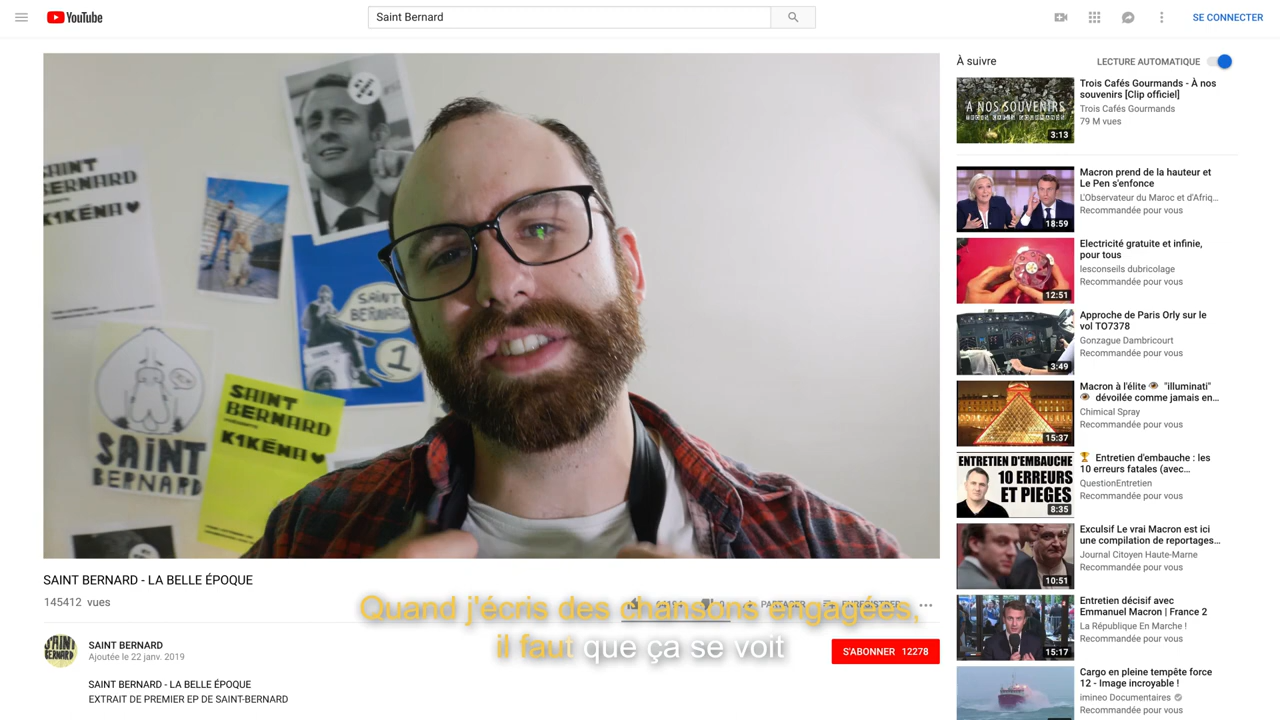 YouTube
Saint Bernard
SE CONNECTER
SAINT
BERNARD
K1KÉNA
SAINT
BERNARD
1
SAINT
BERNARD
SAINT
BERNARD
K1KÉNA
SAINT BERNARD - LA BELLE ÉPOQUE
145412 vues
PARTAGER
ENREGISTRER
Quand j'écris des chansons engagées,
il faut que ça se voit
SAINT BERNARD
Ajoutée le 22 janv. 2019
S'ABONNER 12278
SAINT BERNARD - LA BELLE ÉPOQUE
EXTRAIT DE PREMIER EP DE SAINT-BERNARD
À suivre
LECTURE AUTOMATIQUE
A NOS SOUVENIRS
3:13
Trois Cafés Gourmands - À nos
souvenirs [Clip officiel]
Trois Cafés Gourmands
79 M vues
18:59
Macron prend de la hauteur et
Le Pen s'enfonce
L'Observateur du Maroc et d'Afriq...
Recommandée pour vous
12:51
Electricité gratuite et infinie,
pour tous
lesconseils dubricolage
Recommandée pour vous
3:49
Approche de Paris Orly sur le
vol TO7378
Gonzague Dambricourt
Recommandée pour vous
15:37
Macron à l'élite 👁 "illuminati"
👁 dévoilée comme jamais en...
Chimical Spray
Recommandée pour vous
ENTRETIEN D'EMBAUCHE
10 ERREURS
ET PIEGES
8:35
🏆 Entretien d'embauche : les
10 erreurs fatales (avec...
QuestionEntretien
Recommandée pour vous
10:51
Exculsif Le vrai Macron est ici
une compilation de reportages...
Journal Citoyen Haute-Marne
Recommandée pour vous
15:17
Entretien décisif avec
Emmanuel Macron | France 2
La République En Marche !
Recommandée pour vous
Cargo en pleine tempête force
12 - Image incroyable !
imineo Documentaires
Recommandée pour vous